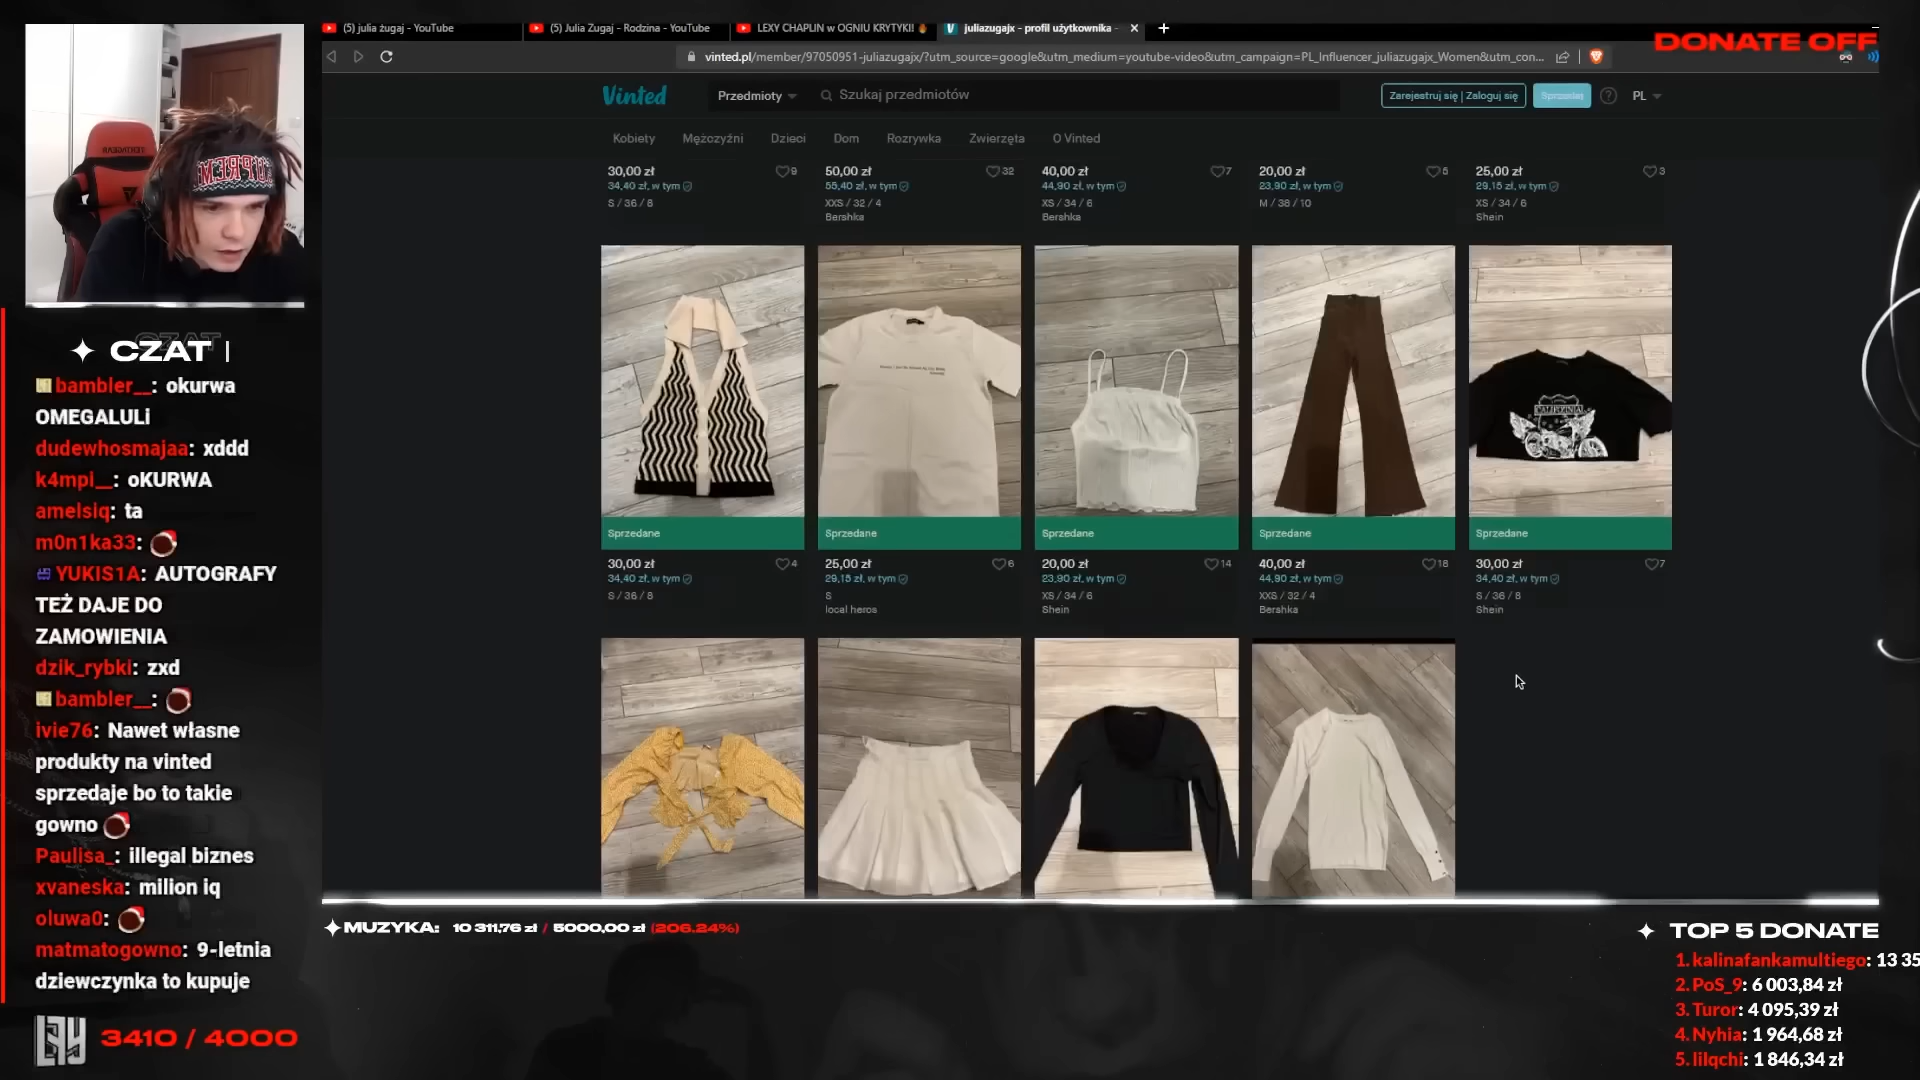 (5) julia żugaj - YouTube
(5) Julia Żugaj - Rodzina - YouTube
LEXY CHAPLIN w OGNIU KRYTYKI!
juliazugajx - profil użytkownika -
DONATE OFF
vinted.pl/member/97050951-juliazugajx/?utm_source=google&utm_medium=youtube-video&utm_campaign=PL_Influencer_juliazugajx_Women&utm_con...
Vinted
Przedmioty
Szukaj przedmiotów
Zarejestruj się | Zaloguj się
Sprzedaj
?
PL
Kobiety
Mężczyźni
Dzieci
Dom
Rozrywka
Zwierzęta
O Vinted
30,00 zł 9
34,40 zł, w tym
S / 36 / 8
50,00 zł 32
55,40 zł, w tym
XXS / 32 / 4
Bershka
40,00 zł 7
44,90 zł, w tym
XS / 34 / 6
Bershka
20,00 zł 5
23,90 zł, w tym
M / 38 / 10
25,00 zł 3
29,15 zł, w tym
XS / 34 / 6
Shein
CALIFORNIA
Sprzedane
30,00 zł 4
34,40 zł, w tym
S / 36 / 8
Sprzedane
25,00 zł 6
29,15 zł, w tym
S
local heros
Sprzedane
20,00 zł 14
23,90 zł, w tym
XS / 34 / 6
Shein
Sprzedane
40,00 zł 18
44,90 zł, w tym
XXS / 32 / 4
Bershka
Sprzedane
30,00 zł 7
34,40 zł, w tym
S / 36 / 8
Shein
CZAT
bambler__: okurwa
OMEGALULi
dudewhosmajaa: xddd
k4mpi__: oKURWA
amelsiq: ta
m0n1ka33:
YUKIS1A: AUTOGRAFY
TEŻ DAJE DO
ZAMOWIENIA
dzik_rybki: zxd
bambler__:
ivie76: Nawet własne
produkty na vinted
sprzedaje bo to takie
gowno
Paulisa_: illegal biznes
xvaneska: milion iq
oluwa0:
matmatogowno: 9-letnia
dziewczynka to kupuje
3410 / 4000
MUZYKA: 10 311,76 zł / 5000,00 zł (206.24%)
TOP 5 DONATE
1. kalinafankamultiego: 13 35
2. PoS_9: 6 003,84 zł
3. Turor: 4 095,39 zł
4. Nyhia: 1 964,68 zł
5. lilqchi: 1 846,34 zł